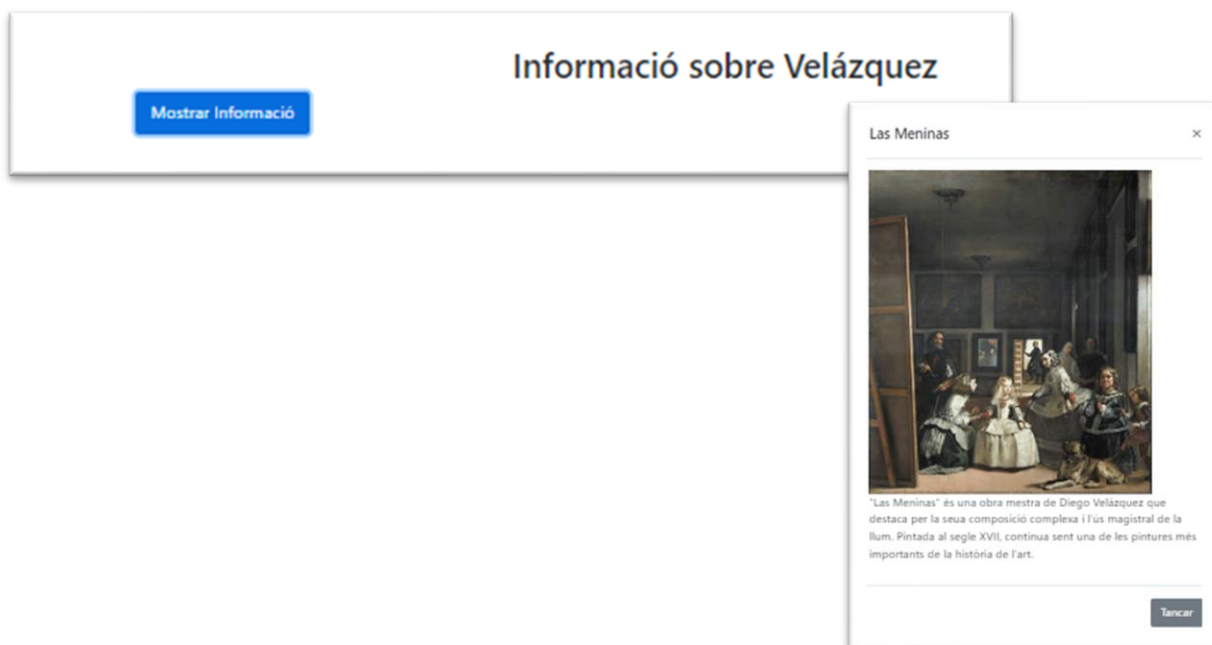 Informació sobre Velázquez
Mostrar Informació
Las Meninas
×
"Las Meninas" és una obra mestra de Diego Velázquez que
destaca per la seua composició complexa i l'ús magistral de la
llum. Pintada al segle XVII, continua sent una de les pintures més
importants de la història de l'art.
Tancar